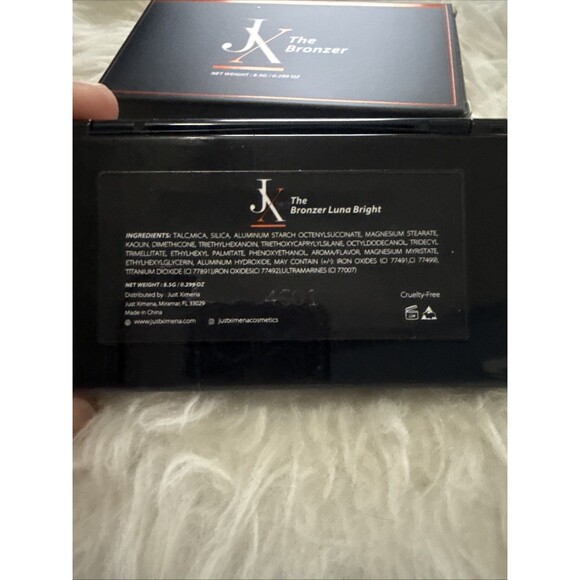 JX The
Bronzer
NET WEIGHT / 8.5G / 0.299 OZ
JX The
Bronzer Luna Bright
INGREDIENTS: TALC,MICA, SILICA, ALUMINUM STARCH OCTENYLSUCCINATE, MAGNESIUM STEARATE,
KAOLIN, DIMETHICONE, TRIETHYLHEXANOIN, TRIETHOXYCAPRYLYLSILANE, OCTYLDODECANOL, TRIDECYL
TRIMELLITATE, ETHYLHEXYL PALMITATE, PHENOXYETHANOL, AROMA/FLAVOR, MAGNESIUM MYRISTATE,
ETHYLHEXYLGLYCERIN, ALUMINUM HYDROXIDE, MAY CONTAIN (+/-): IRON OXIDES (CI 77491,CI 77499),
TITANIUM DIOXIDE (CI 77891),IRON OXIDES(CI 77492),ULTRAMARINES (CI 77007)
NET WEIGHT / 8.5G / 0.299 OZ
Distributed by : Just Ximena
Just Ximena, Miramar, FL 33029
Made in China
www.justximena.com justximenacosmetics
Cruelty-Free